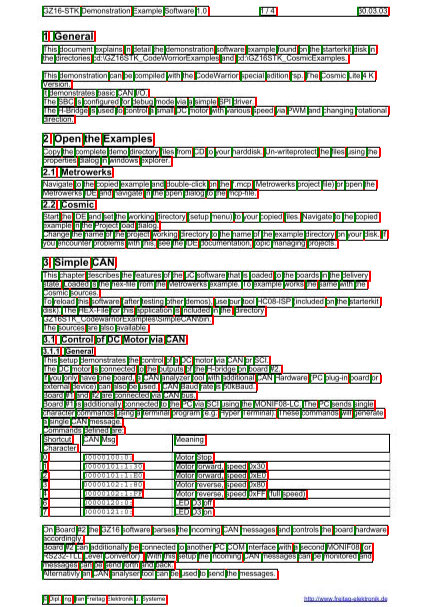 GZ16-STK Demonstration Example Software 1.0 1 / 4 30.03.03
1 General
This document explains in detail the demonstration software example found on the starterkit disk in
the directories cd:\GZ16STK_CodeWarriorExamples and cd:\GZ16STK_CosmicExamples.
This demonstration can be compiled with the CodeWarrior special edition rsp. The Cosmic Lite 4 K
Version.
It demonstrates basic CAN I/O.
The SBC is configured for debug mode via a simple SPI driver.
The H-Bridge is used to control a small DC motor with various speed via PWM and changing rotational
direction.
2 Open the Examples
Copy the complete demo directory files from CD to your harddisk. Un-writeprotect the files using the
properties dialog in windows explorer.
2.1 Metrowerks
Navigate to the copied example and double-click on the *.mcp ( Metrowerks project file) or open the
Metrowerks IDE and navigate in the open dialog to the mcp-file.
2.2 Cosmic
Start the IDE and set the working directory (setup menu) to your copied files. Navigate to the copied
example in the Project load dialog.
Change the name of the project working directory to the name of the example directory on your disk. If
you encounter problems with this, see the IDE documentation, topic managing projects.
3 Simple CAN
This chapter describes the features of the µC software that is loaded to the boards in the delivery
state. Loaded is the hex-file from the Metrowerks example. To example works the same with the
Cosmic sources.
To reload this software (after testing other demos), use our tool HC08-ISP (included on the starterkit
disk). The HEX-File for this application is included in the directory
GZ16STK_CodewarriorExamples\SimpleCAN\bin.
The sources are also available.
3.1 Control of DC Motor via CAN
3.1.1 General
This setup demonstrates the control of a DC motor via CAN or SCI.
The DC motor is connected to the outputs of the H-bridge on board #2.
If you only have one board, a CAN analyzer tool with additional CAN Hardware (PC plug-in board or
external device) can also be used. CAN Baud rate is 50kBaud.
Board #1 and #2 are connected via CAN bus.
Board #1 is additionally connected to the PC via SCI using the MONIF08-LC. The PC sends single
character commands using a terminal program (e.g. Hyper Terminal). These commands will generate
a single CAN message.
Commands defined are:
Shortcut CAN Msg Meaning
Character
0 00000100:0: Motor Stop
1 00000101:1:30 Motor forward, speed 0x30
2 00000101:1:E0 Motor forward, speed 0xE0
3 00000102:1:80 Motor reverse, speed 0x80
4 00000102:1:FF Motor reverse, speed 0xFF (full speed)
6 00000120:0: LED D3 off
7 00000121:0: LED D3 on
On Board #2 the GZ16 software parses the incoming CAN messages and controls the board hardware
accordingly.
Board #2 can additionally be connected to another PC COM interface with a second MONIF08 (or
RS232-TLL Level Convertor) . With this setup the incoming CAN messages can be monitored and
messages can be send forth and back.
Alternativly an CAN analyser tool can be used to send the messages.
© Dipl. Ing. Jan Freitag Elektronik u. Systeme http://www.freitag-elektronik.de